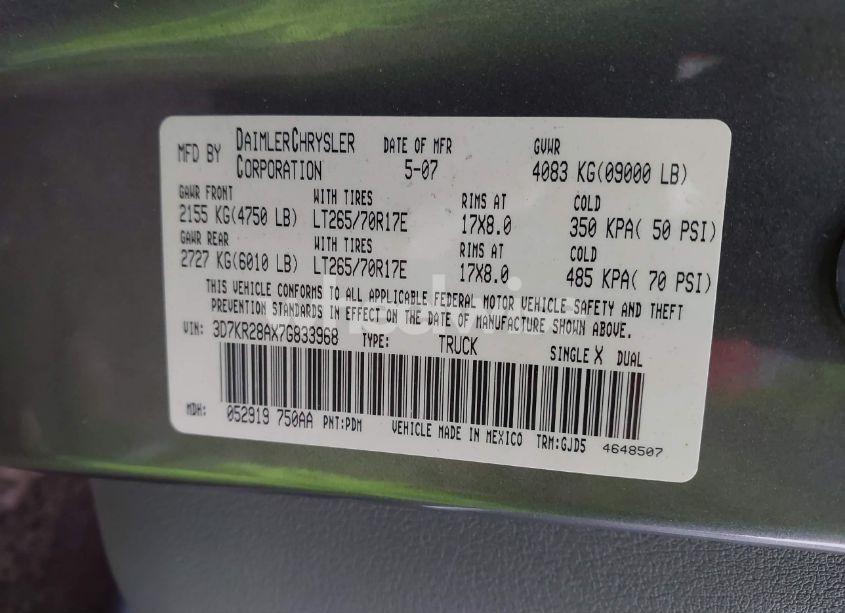 MFD BY DAIMLERCHRYSLER CORPORATION DATE OF MFR 5-07 GVWR 4083 KG(09000 LB)
GAWR FRONT WITH TIRES RIMS AT COLD
2155 KG(4750 LB) LT265/70R17E 17X8.0 350 KPA( 50 PSI)
GAWR REAR WITH TIRES RIMS AT COLD
2727 KG(6010 LB) LT265/70R17E 17X8.0 485 KPA( 70 PSI)
THIS VEHICLE CONFORMS TO ALL APPLICABLE FEDERAL MOTOR VEHICLE SAFETY AND THEFT
PREVENTION STANDARDS IN EFFECT ON THE DATE OF MANUFACTURE SHOWN ABOVE.
VIN: 3D7KR28AX7G833968 TYPE: TRUCK SINGLE X DUAL
MDH: 052919 750AA PNT:PDM VEHICLE MADE IN MEXICO TRM:GJD5 4648507